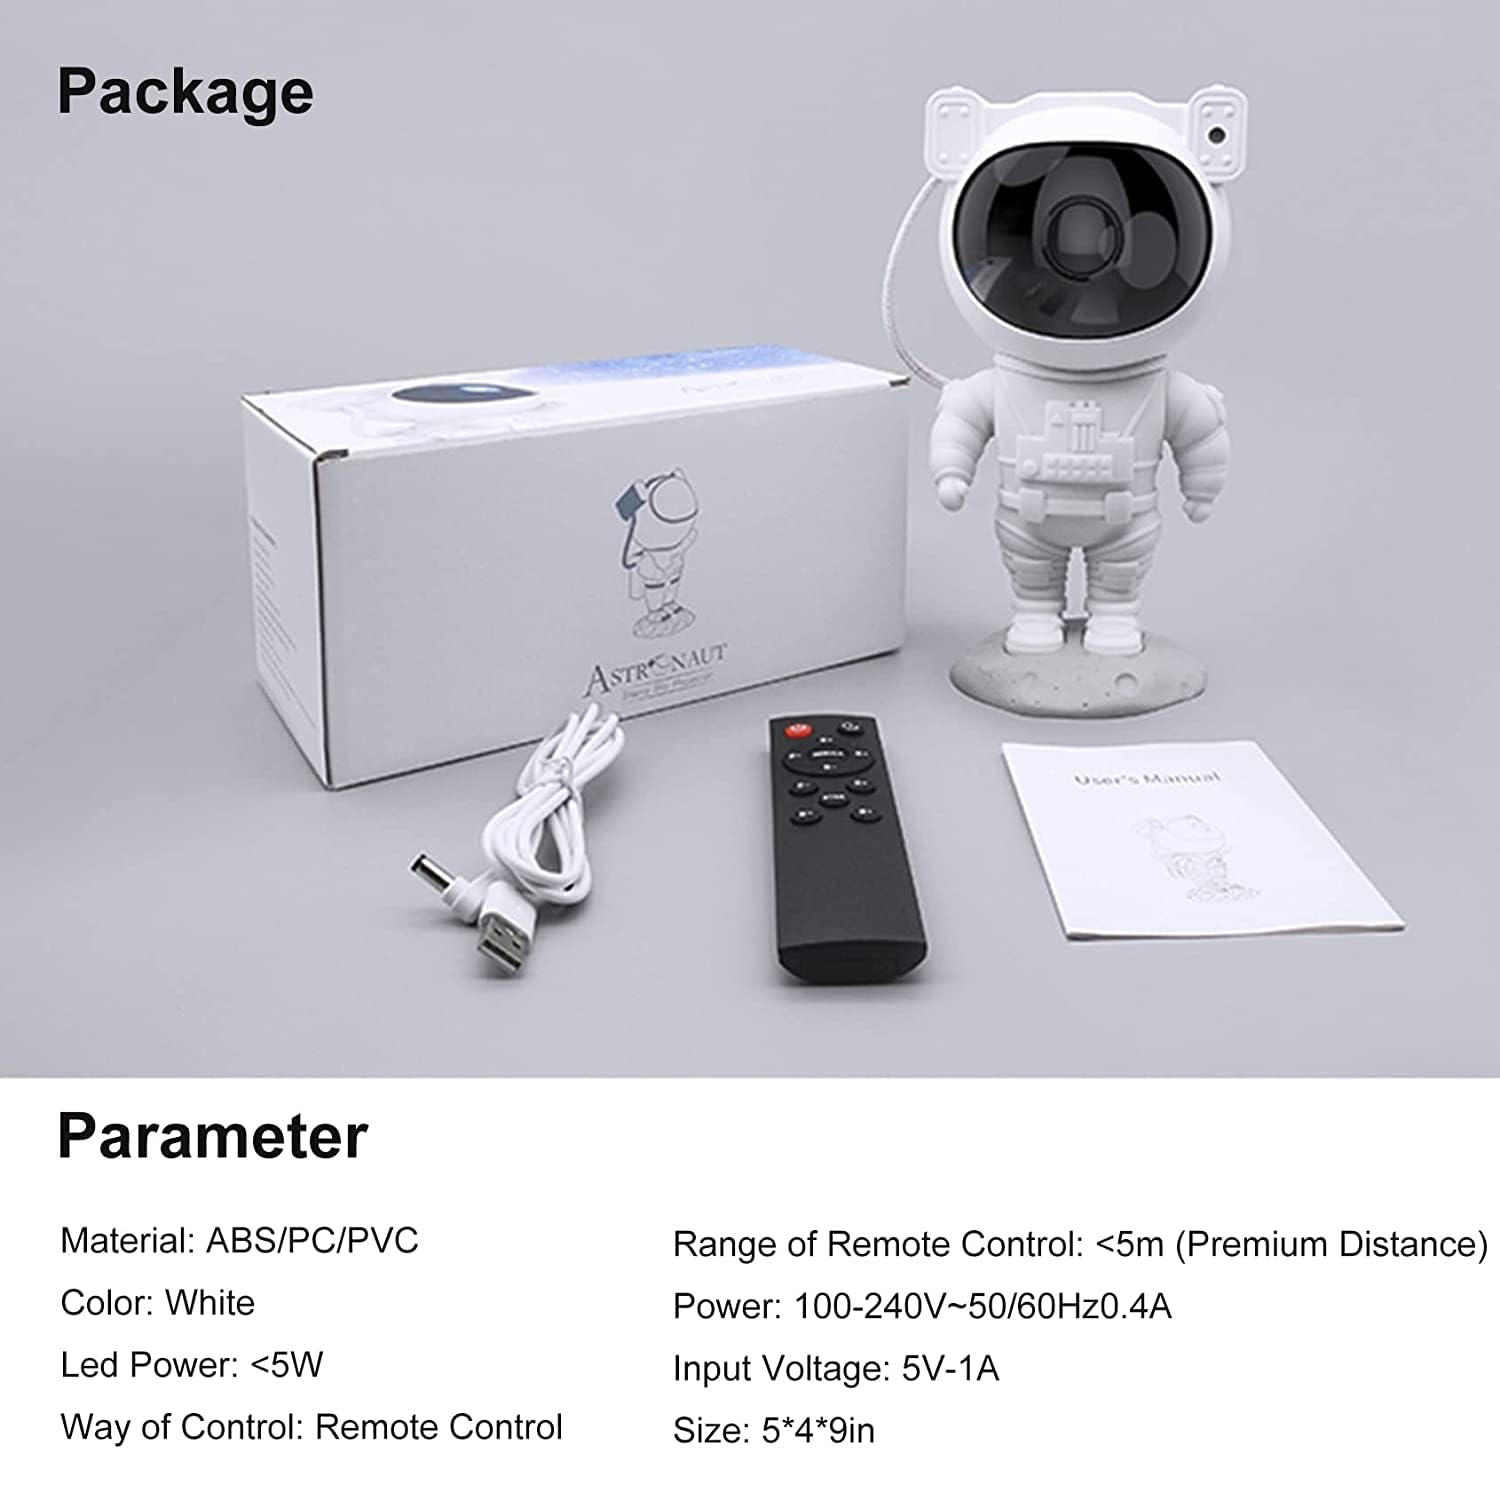 Package
ASTRONAUT
User's Manual
Parameter
Material: ABS/PC/PVC
Color: White
Led Power: <5W
Way of Control: Remote Control
Range of Remote Control: <5m (Premium Distance)
Power: 100-240V~50/60Hz0.4A
Input Voltage: 5V-1A
Size: 5*4*9in